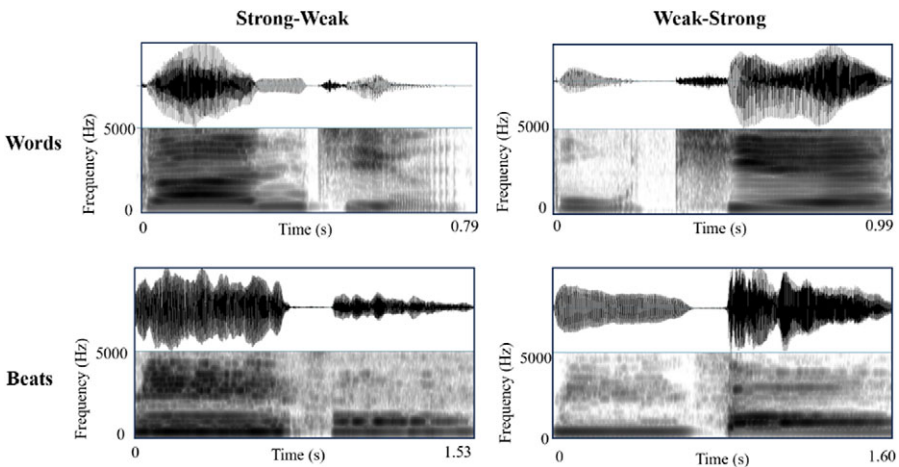 Strong-Weak
Weak-Strong
Words
Frequency (Hz)
5000
0
0
Time (s)
0.79
Frequency (Hz)
5000
0
0
Time (s)
0.99
Beats
Frequency (Hz)
5000
0
0
Time (s)
1.53
Frequency (Hz)
5000
0
0
Time (s)
1.60